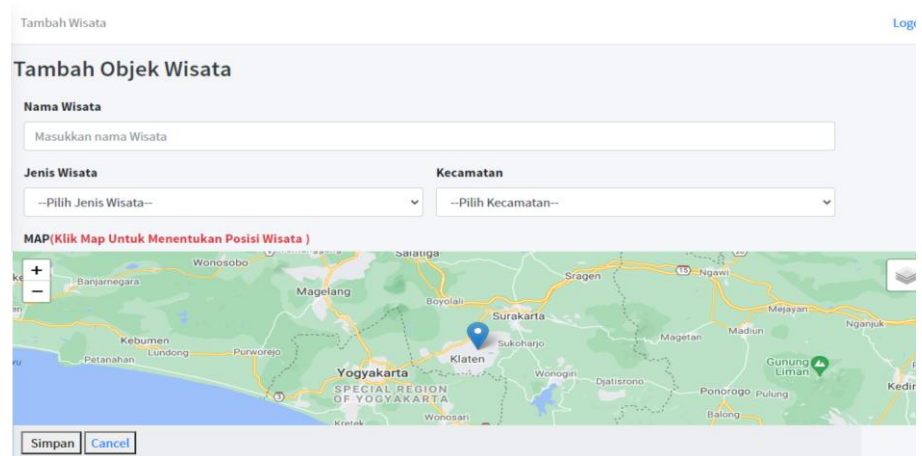 Tambah Wisata
Tambah Objek Wisata
Nama Wisata
Masukkan nama Wisata
Jenis Wisata Kecamatan
--Pilih Jenis Wisata-- --Pilih Kecamatan--
MAP(Klik Map Untuk Menentukan Posisi Wisata )
Salatiga
Wonosobo
+
Banjarnegara
Sragen
15
Ngawi
−
Magelang
Boyolali
Surakarta
Mejayan
Nganjuk
Kebumen
Sukoharjo
Magetan
Madiun
Petanahan
Lundong
Purworejo
Klaten
Yogyakarta
Wonogiri
Djatisrono
Gunung
Liman
SPECIAL REGION
OF YOGYAKARTA
Ponorogo
Pulung
Wonosari
Balong
Kretek
Simpan Cancel